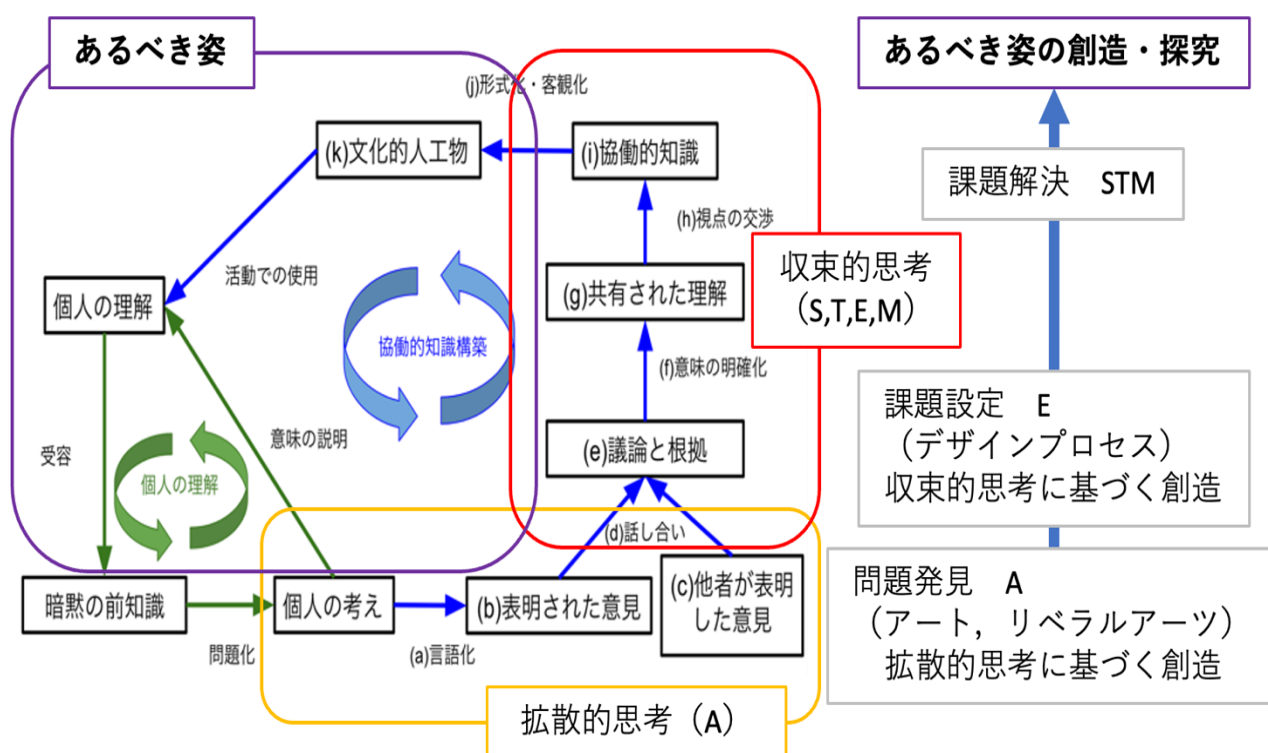 あるべき姿
(j)形式化・客観化
(k)文化的人工物
(i)協働的知識
(h)視点の交渉
活動での使用
個人の理解
(g)共有された理解
協働的知識構築
(f)意味の明確化
受容
意味の説明
(e)議論と根拠
個人の理解
(d)話し合い
暗黙の前知識
個人の考え
(b)表明された意見
(c)他者が表明
した意見
問題化
(a)言語化
収束的思考
（S,T,E,M）
拡散的思考（A）
あるべき姿の創造・探究
課題解決　STM
課題設定　E
（デザインプロセス）
収束的思考に基づく創造
問題発見　A
（アート，リベラルアーツ）
拡散的思考に基づく創造